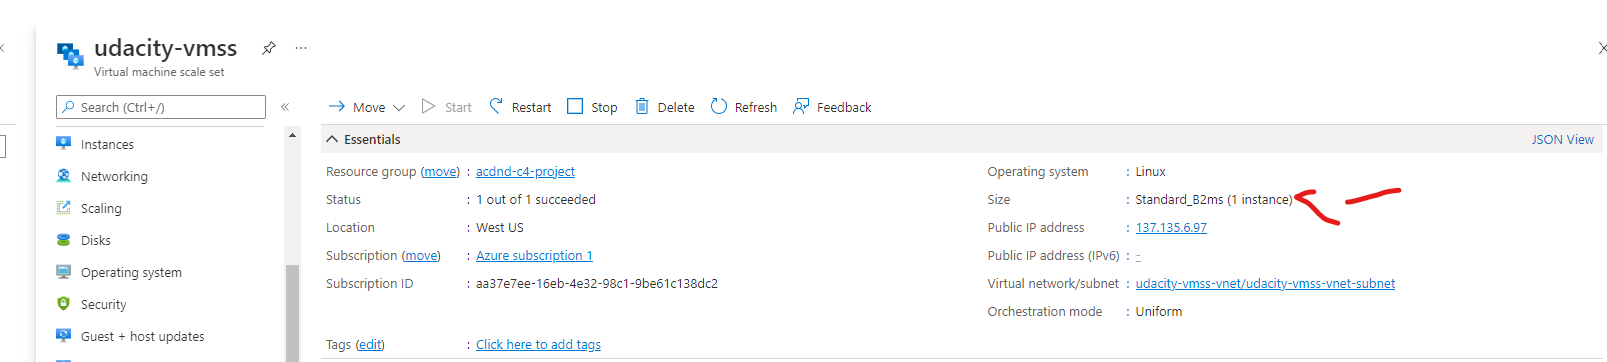 udacity-vmss
Virtual machine scale set
Search (Ctrl+/)
«
Instances
Networking
Scaling
Disks
Operating system
Security
Guest + host updates
Move
Start
Restart
Stop
Delete
Refresh
Feedback
Essentials
JSON View
Resource group (move) : acdnd-c4-project
Status : 1 out of 1 succeeded
Location : West US
Subscription (move) : Azure subscription 1
Subscription ID : aa37e7ee-16eb-4e32-98c1-9be61c138dc2
Operating system : Linux
Size : Standard_B2ms (1 instance)
Public IP address : 137.135.6.97
Public IP address (IPv6) : -
Virtual network/subnet : udacity-vmss-vnet/udacity-vmss-vnet-subnet
Orchestration mode : Uniform
Tags (edit) : Click here to add tags